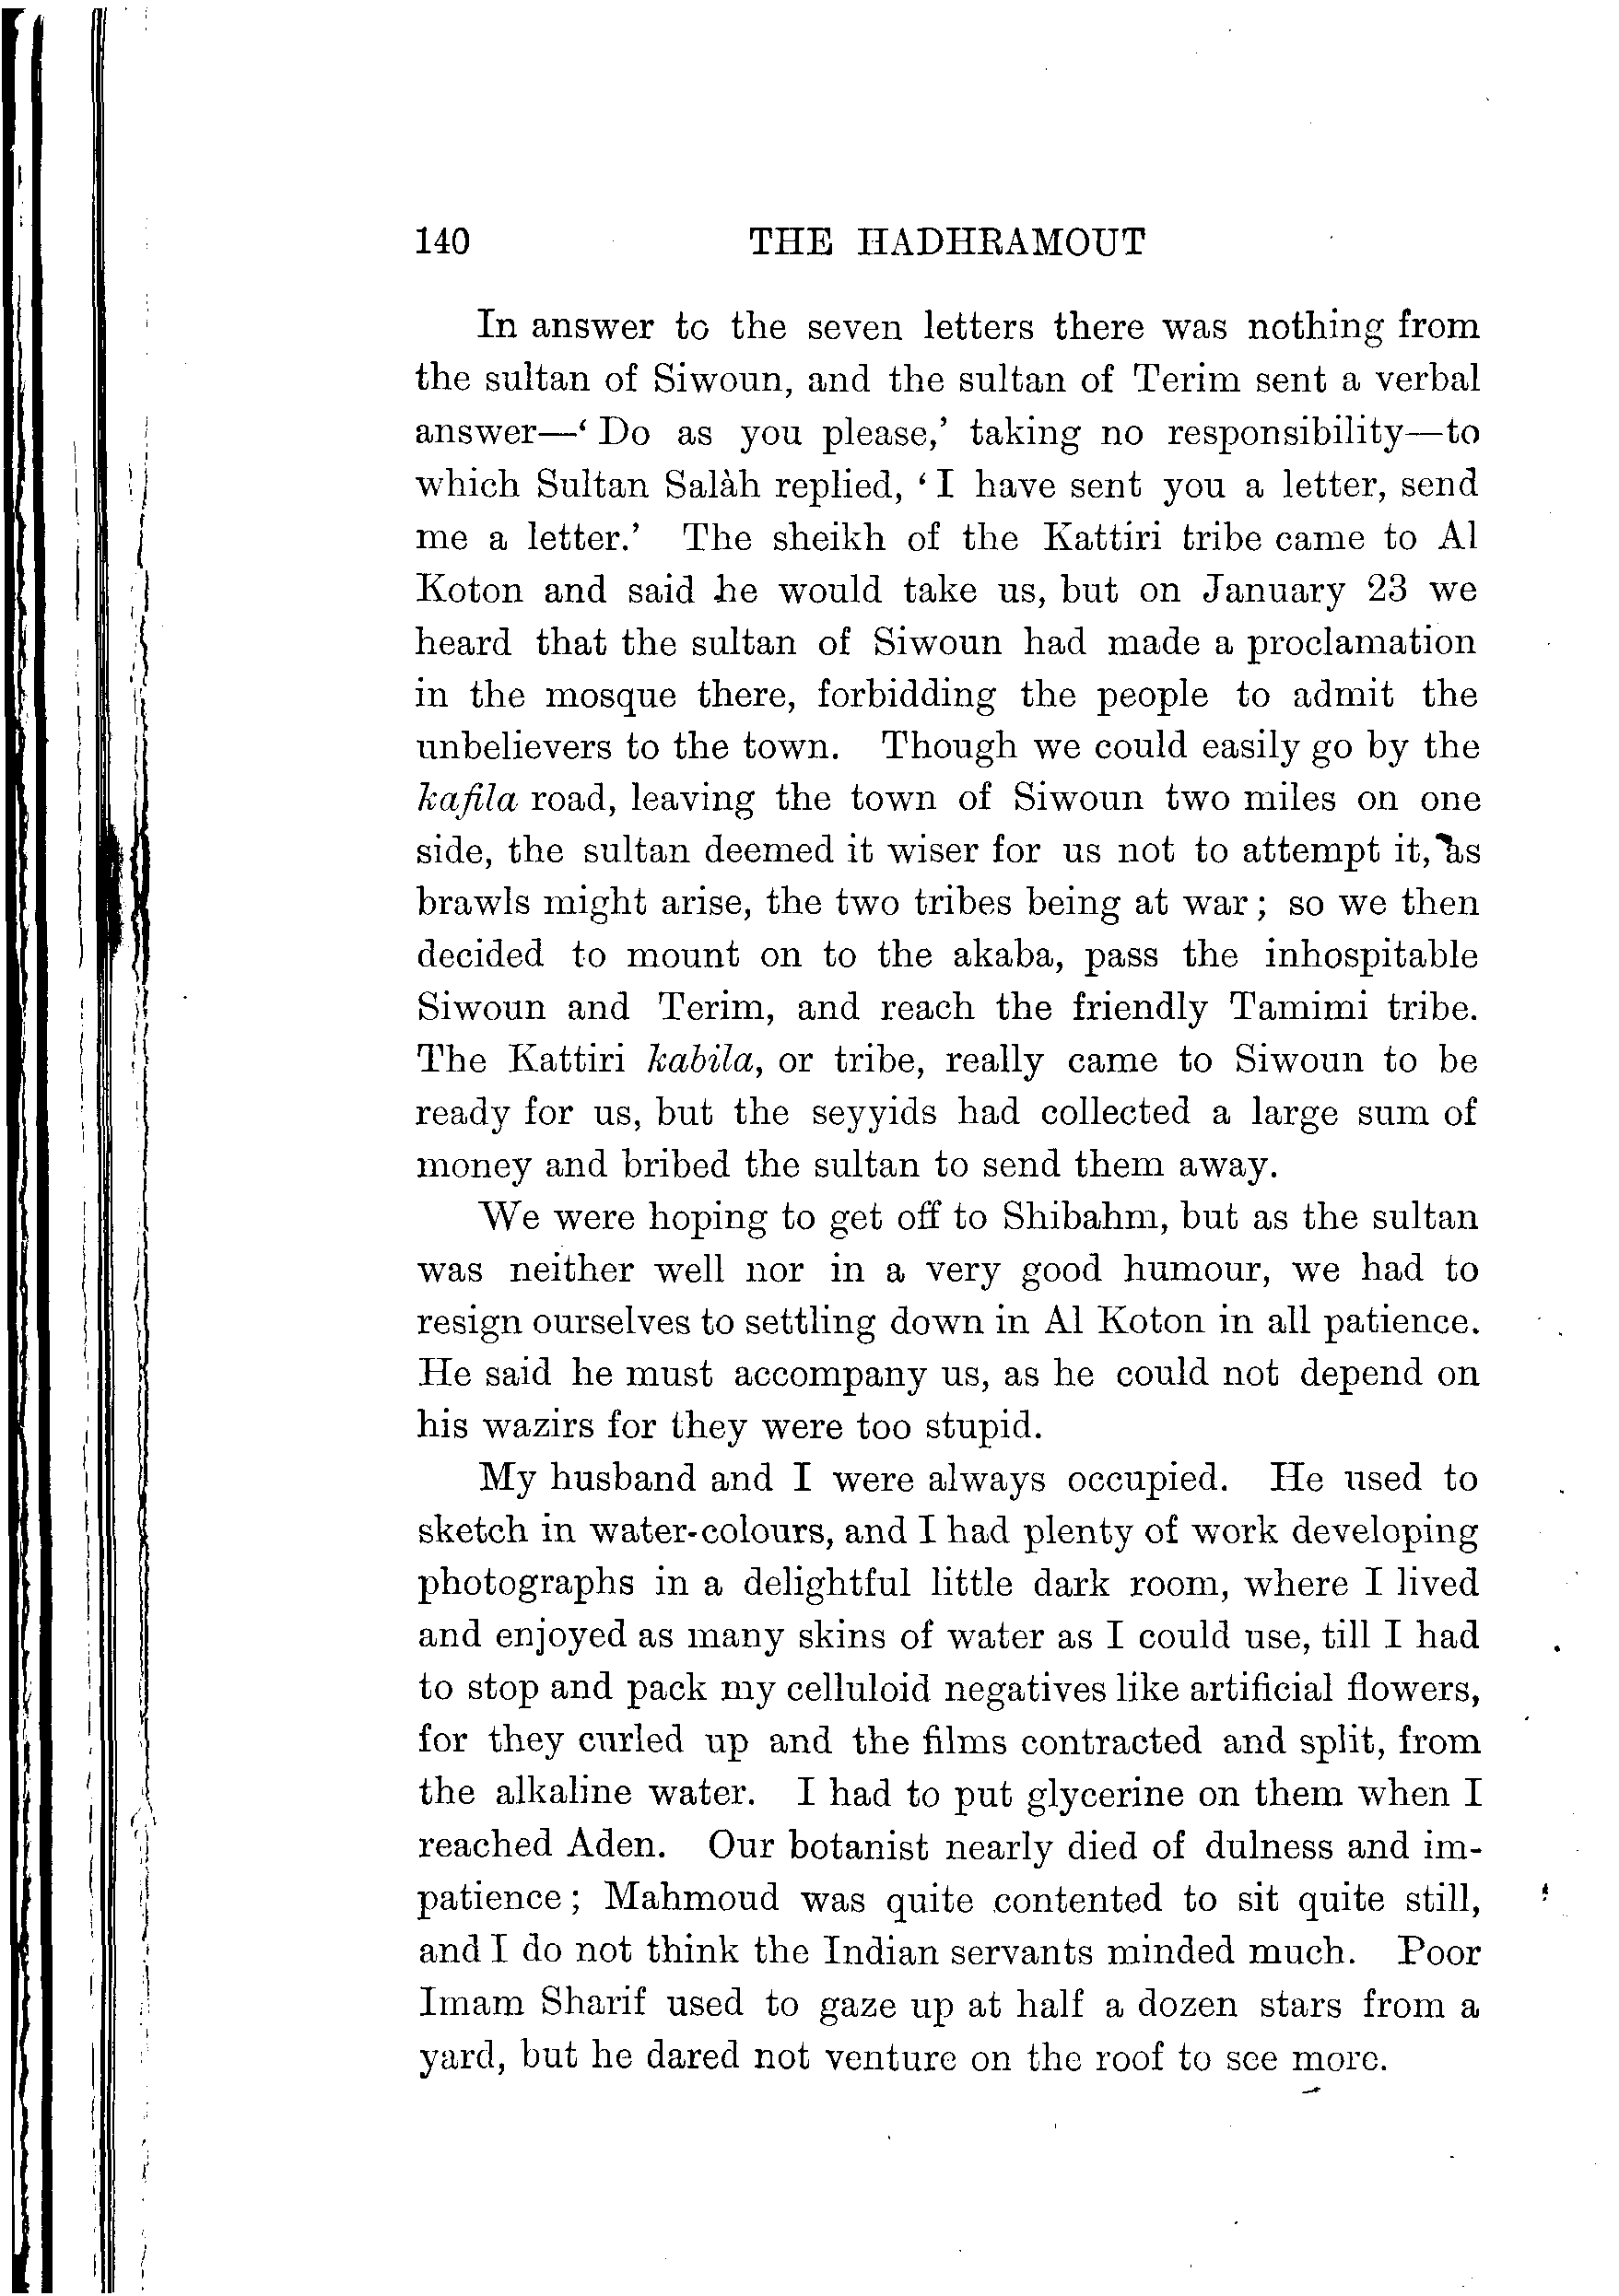 140 THE HADHRAMOUT
In answer to the seven letters there was nothing from
the sultan of Siwoun, and the sultan of Terim sent a verbal
answer—‘ Do as you please,’ taking no responsibility—to
which Sultan Salàh replied, ‘ I have sent you a letter, send
me a letter.’ The sheikh of the Kattiri tribe came to Al
Koton and said he would take us, but on January 23 we
heard that the sultan of Siwoun had made a proclamation
in the mosque there, forbidding the people to admit the
unbelievers to the town. Though we could easily go by the
kafila road, leaving the town of Siwoun two miles on one
side, the sultan deemed it wiser for us not to attempt it, as
brawls might arise, the two tribes being at war ; so we then
decided to mount on to the akaba, pass the inhospitable
Siwoun and Terim, and reach the friendly Tamimi tribe.
The Kattiri kabila, or tribe, really came to Siwoun to be
ready for us, but the seyyids had collected a large sum of
money and bribed the sultan to send them away.
We were hoping to get off to Shibahm, but as the sultan
was neither well nor in a very good humour, we had to
resign ourselves to settling down in Al Koton in all patience.
He said he must accompany us, as he could not depend on
his wazirs for they were too stupid.
My husband and I were always occupied. He used to
sketch in water-colours, and I had plenty of work developing
photographs in a delightful little dark room, where I lived
and enjoyed as many skins of water as I could use, till I had
to stop and pack my celluloid negatives like artificial flowers,
for they curled up and the films contracted and split, from
the alkaline water. I had to put glycerine on them when I
reached Aden. Our botanist nearly died of dulness and im-
patience ; Mahmoud was quite contented to sit quite still,
and I do not think the Indian servants minded much. Poor
Imam Sharif used to gaze up at half a dozen stars from a
yard, but he dared not venture on the roof to see more.